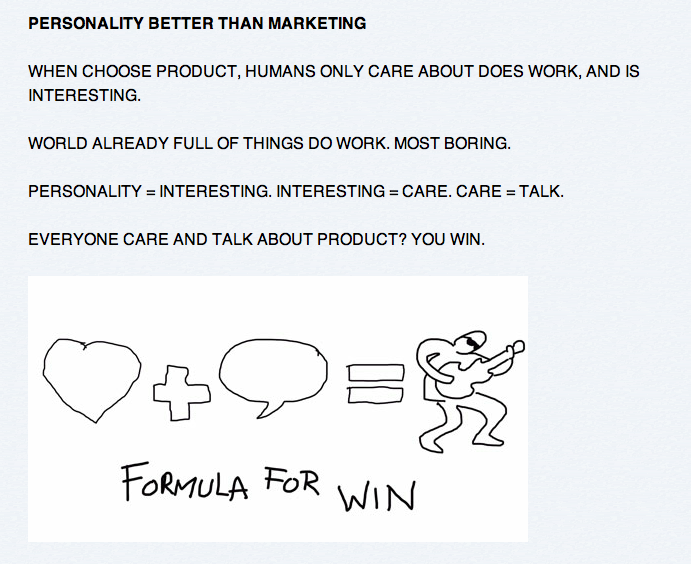 PERSONALITY BETTER THAN MARKETING
WHEN CHOOSE PRODUCT, HUMANS ONLY CARE ABOUT DOES WORK, AND IS
INTERESTING.
WORLD ALREADY FULL OF THINGS DO WORK. MOST BORING.
PERSONALITY = INTERESTING. INTERESTING = CARE. CARE = TALK.
EVERYONE CARE AND TALK ABOUT PRODUCT? YOU WIN.
FORMULA FOR WIN